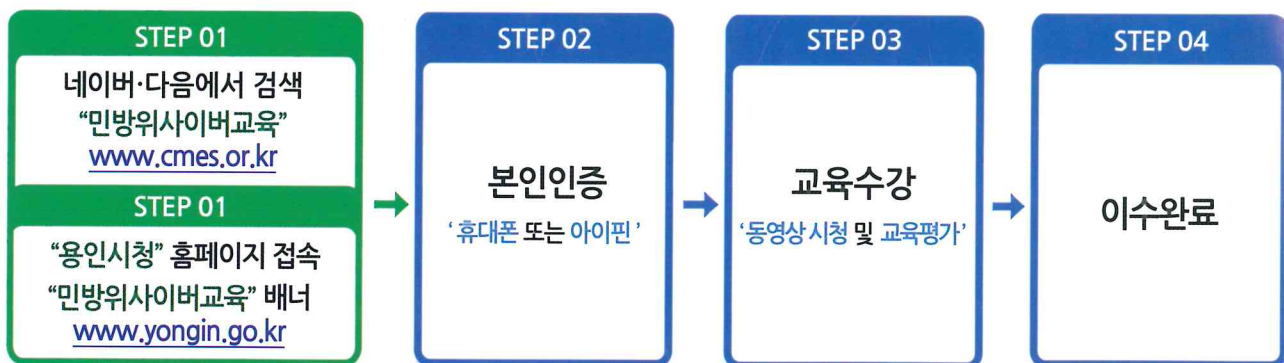 STEP 01
네이버·다음에서 검색
“민방위사이버교육”
www.cmes.or.kr
STEP 01
“용인시청” 홈페이지 접속
“민방위사이버교육” 배너
www.yongin.go.kr
STEP 02
본인인증
‘휴대폰 또는 아이핀’
STEP 03
교육수강
‘동영상 시청 및 교육평가’
STEP 04
이수완료